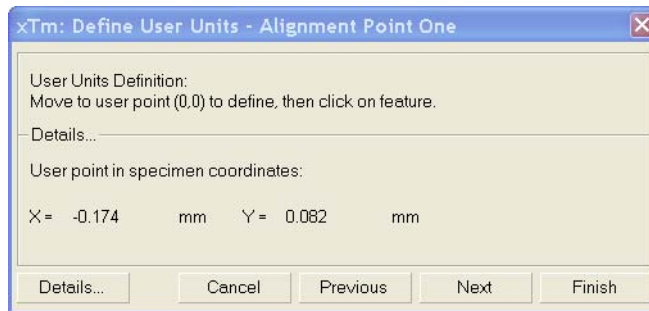 xTm: Define User Units - Alignment Point One
User Units Definition:
Move to user point (0,0) to define, then click on feature.
Details...
User point in specimen coordinates:
X = -0.174 mm Y = 0.082 mm
Details... Cancel Previous Next Finish